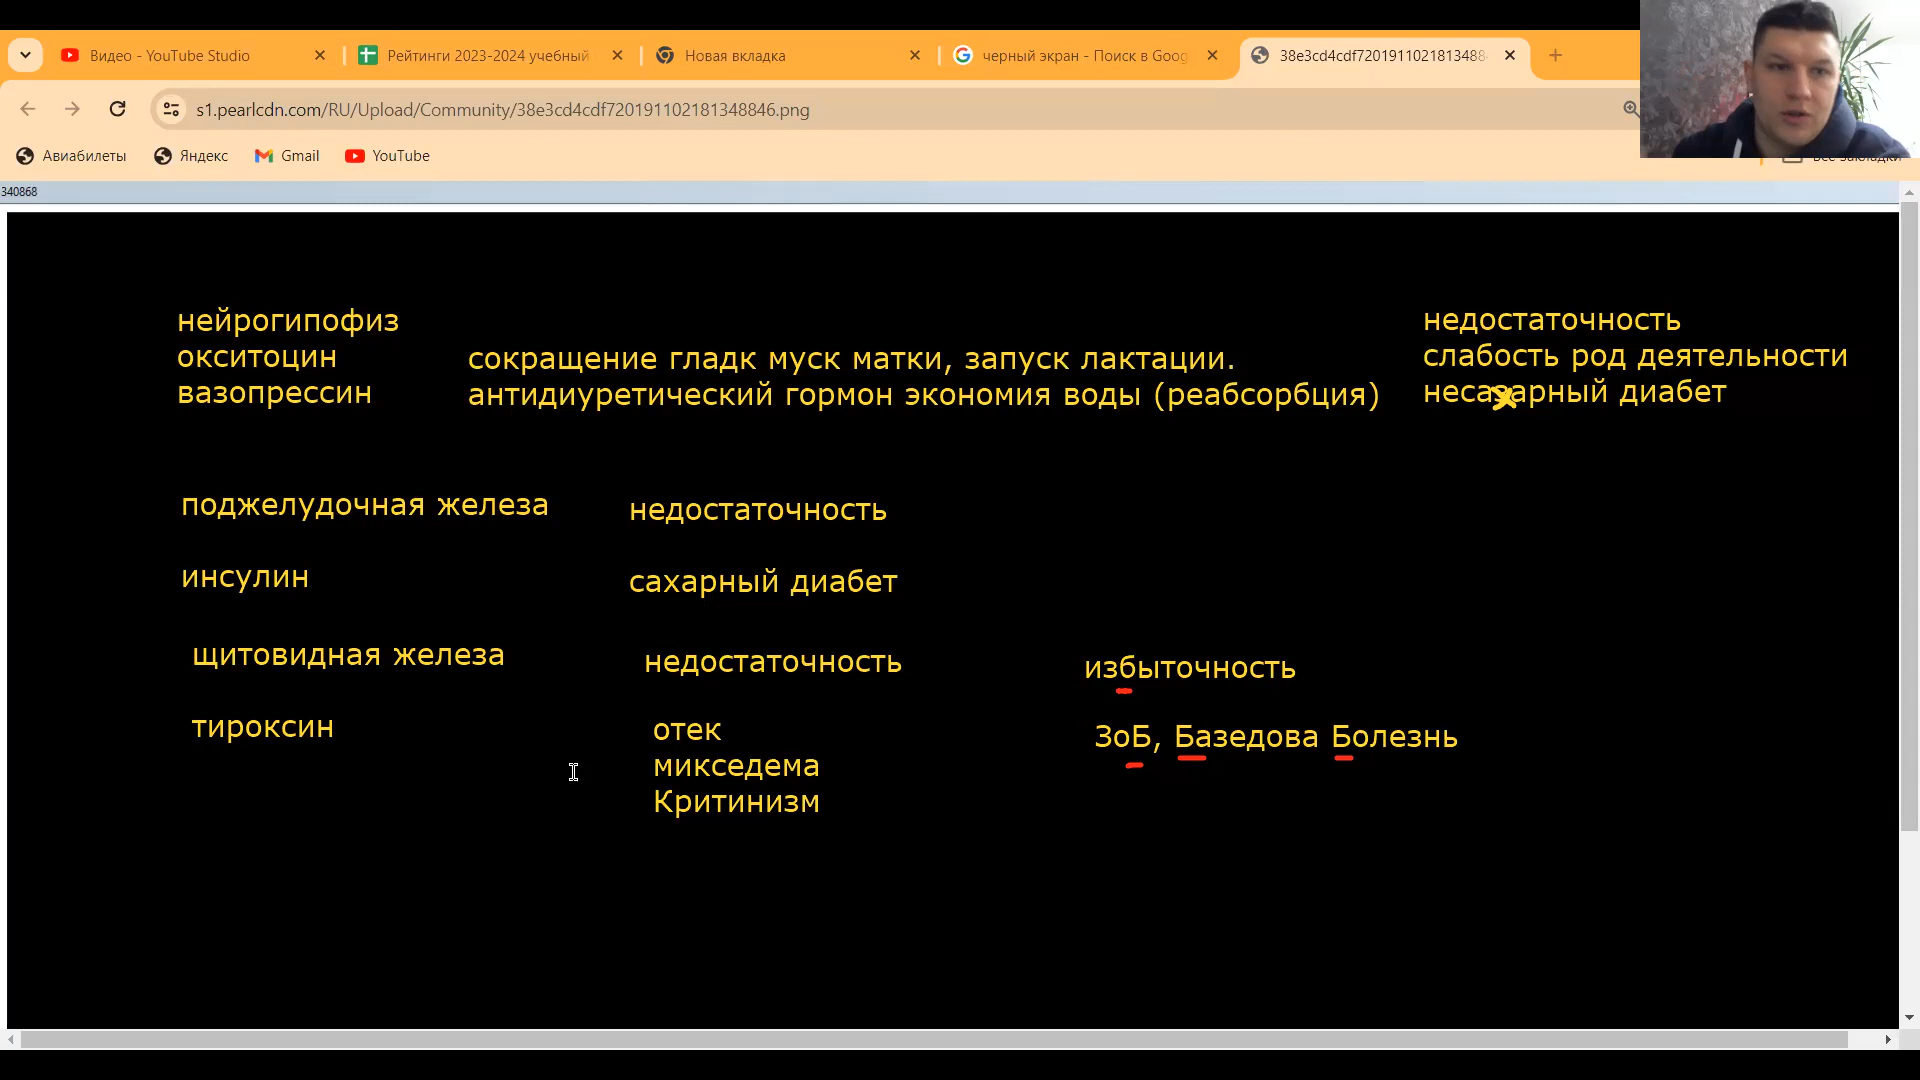 Видео - YouTube Studio
Рейтинги 2023-2024 учебный
Новая вкладка
черный экран - Поиск в Goog
38e3cd4cdf7201911021813488
s1.pearlcdn.com/RU/Upload/Community/38e3cd4cdf720191102181348846.png
Авиабилеты
Яндекс
Gmail
YouTube
Все закладки
340868
нейрогипофиз
окситоцин
вазопрессин
сокращение гладк муск матки, запуск лактации.
антидиуретический гормон экономия воды (реабсорбция)
недостаточность
слабость род деятельности
несахарный диабет
поджелудочная железа
недостаточность
инсулин
сахарный диабет
щитовидная железа
недостаточность
избыточность
тироксин
отек
микседема
Критинизм
ЗоБ, Базедова Болезнь